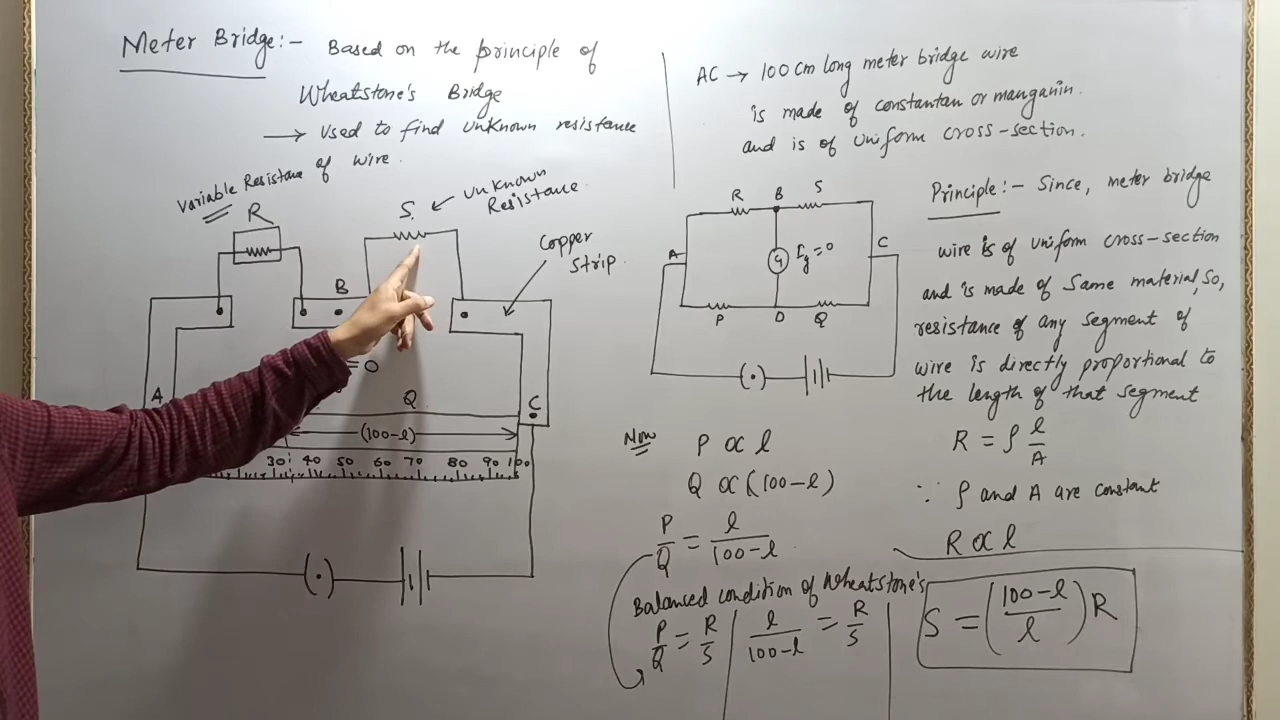 Meter Bridge:- Based on the principle of
Wheatstone's Bridge
→ Used to find unknown resistance
of wire.
Variable Resistance
R
S.
← Unknown
Resistance.
Copper
Strip.
B
A
= 0
Q
C
(100-l)
30 40 50 60 70 80 90 100
AC → 100 cm long meter bridge wire
is made of constantan or manganin.
and is of uniform cross-section.
R B S
A G Ig=0 C
P D Q
Principle:- Since, meter bridge
wire is of uniform cross-section
and is made of same material, so,
resistance of any segment of
wire is directly proportional to
the length of that segment
R = ρ l/A
∵ ρ and A are constant
R ∝ l
Now P ∝ l
Q ∝ (100-l)
P/Q = l/100-l
Balanced condition of Wheatstone's
P/Q = R/S
l/100-l = R/S
S = (100-l/l) R